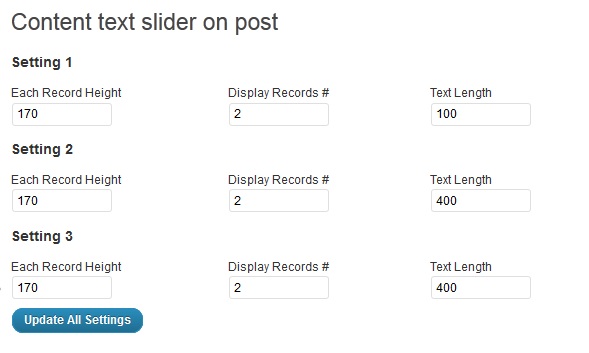 Content text slider on post
Setting 1
Each Record Height Display Records # Text Length
170 2 100
Setting 2
Each Record Height Display Records # Text Length
170 2 400
Setting 3
Each Record Height Display Records # Text Length
170 2 400
Update All Settings